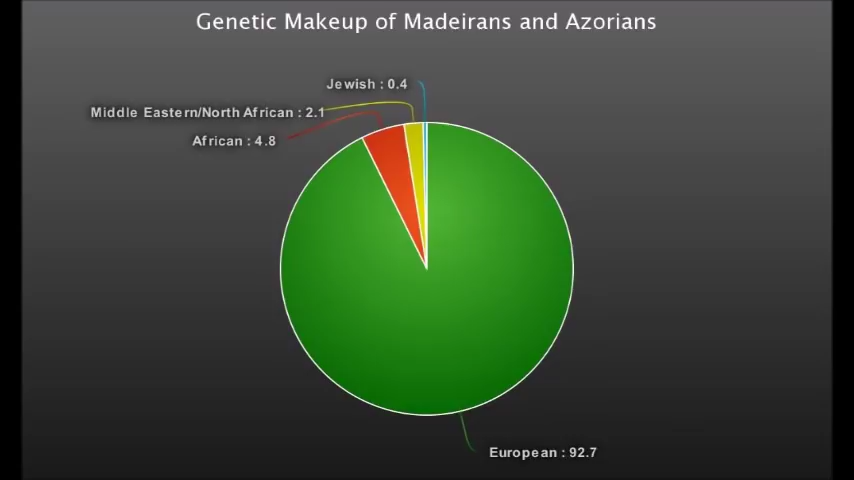 Genetic Makeup of Madeirans and Azorians
Jewish : 0.4
Middle Eastern/North African : 2.1
African : 4.8
European : 92.7